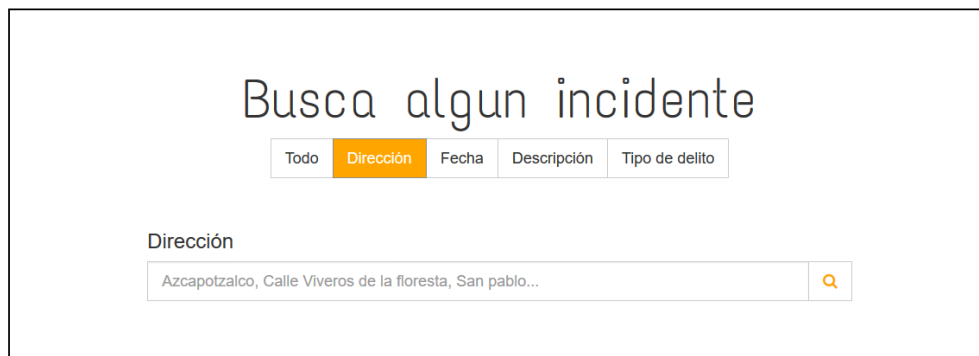 Busca algun incidente
Todo Dirección Fecha Descripción Tipo de delito
Dirección
Azcapotzalco, Calle Viveros de la floresta, San pablo...